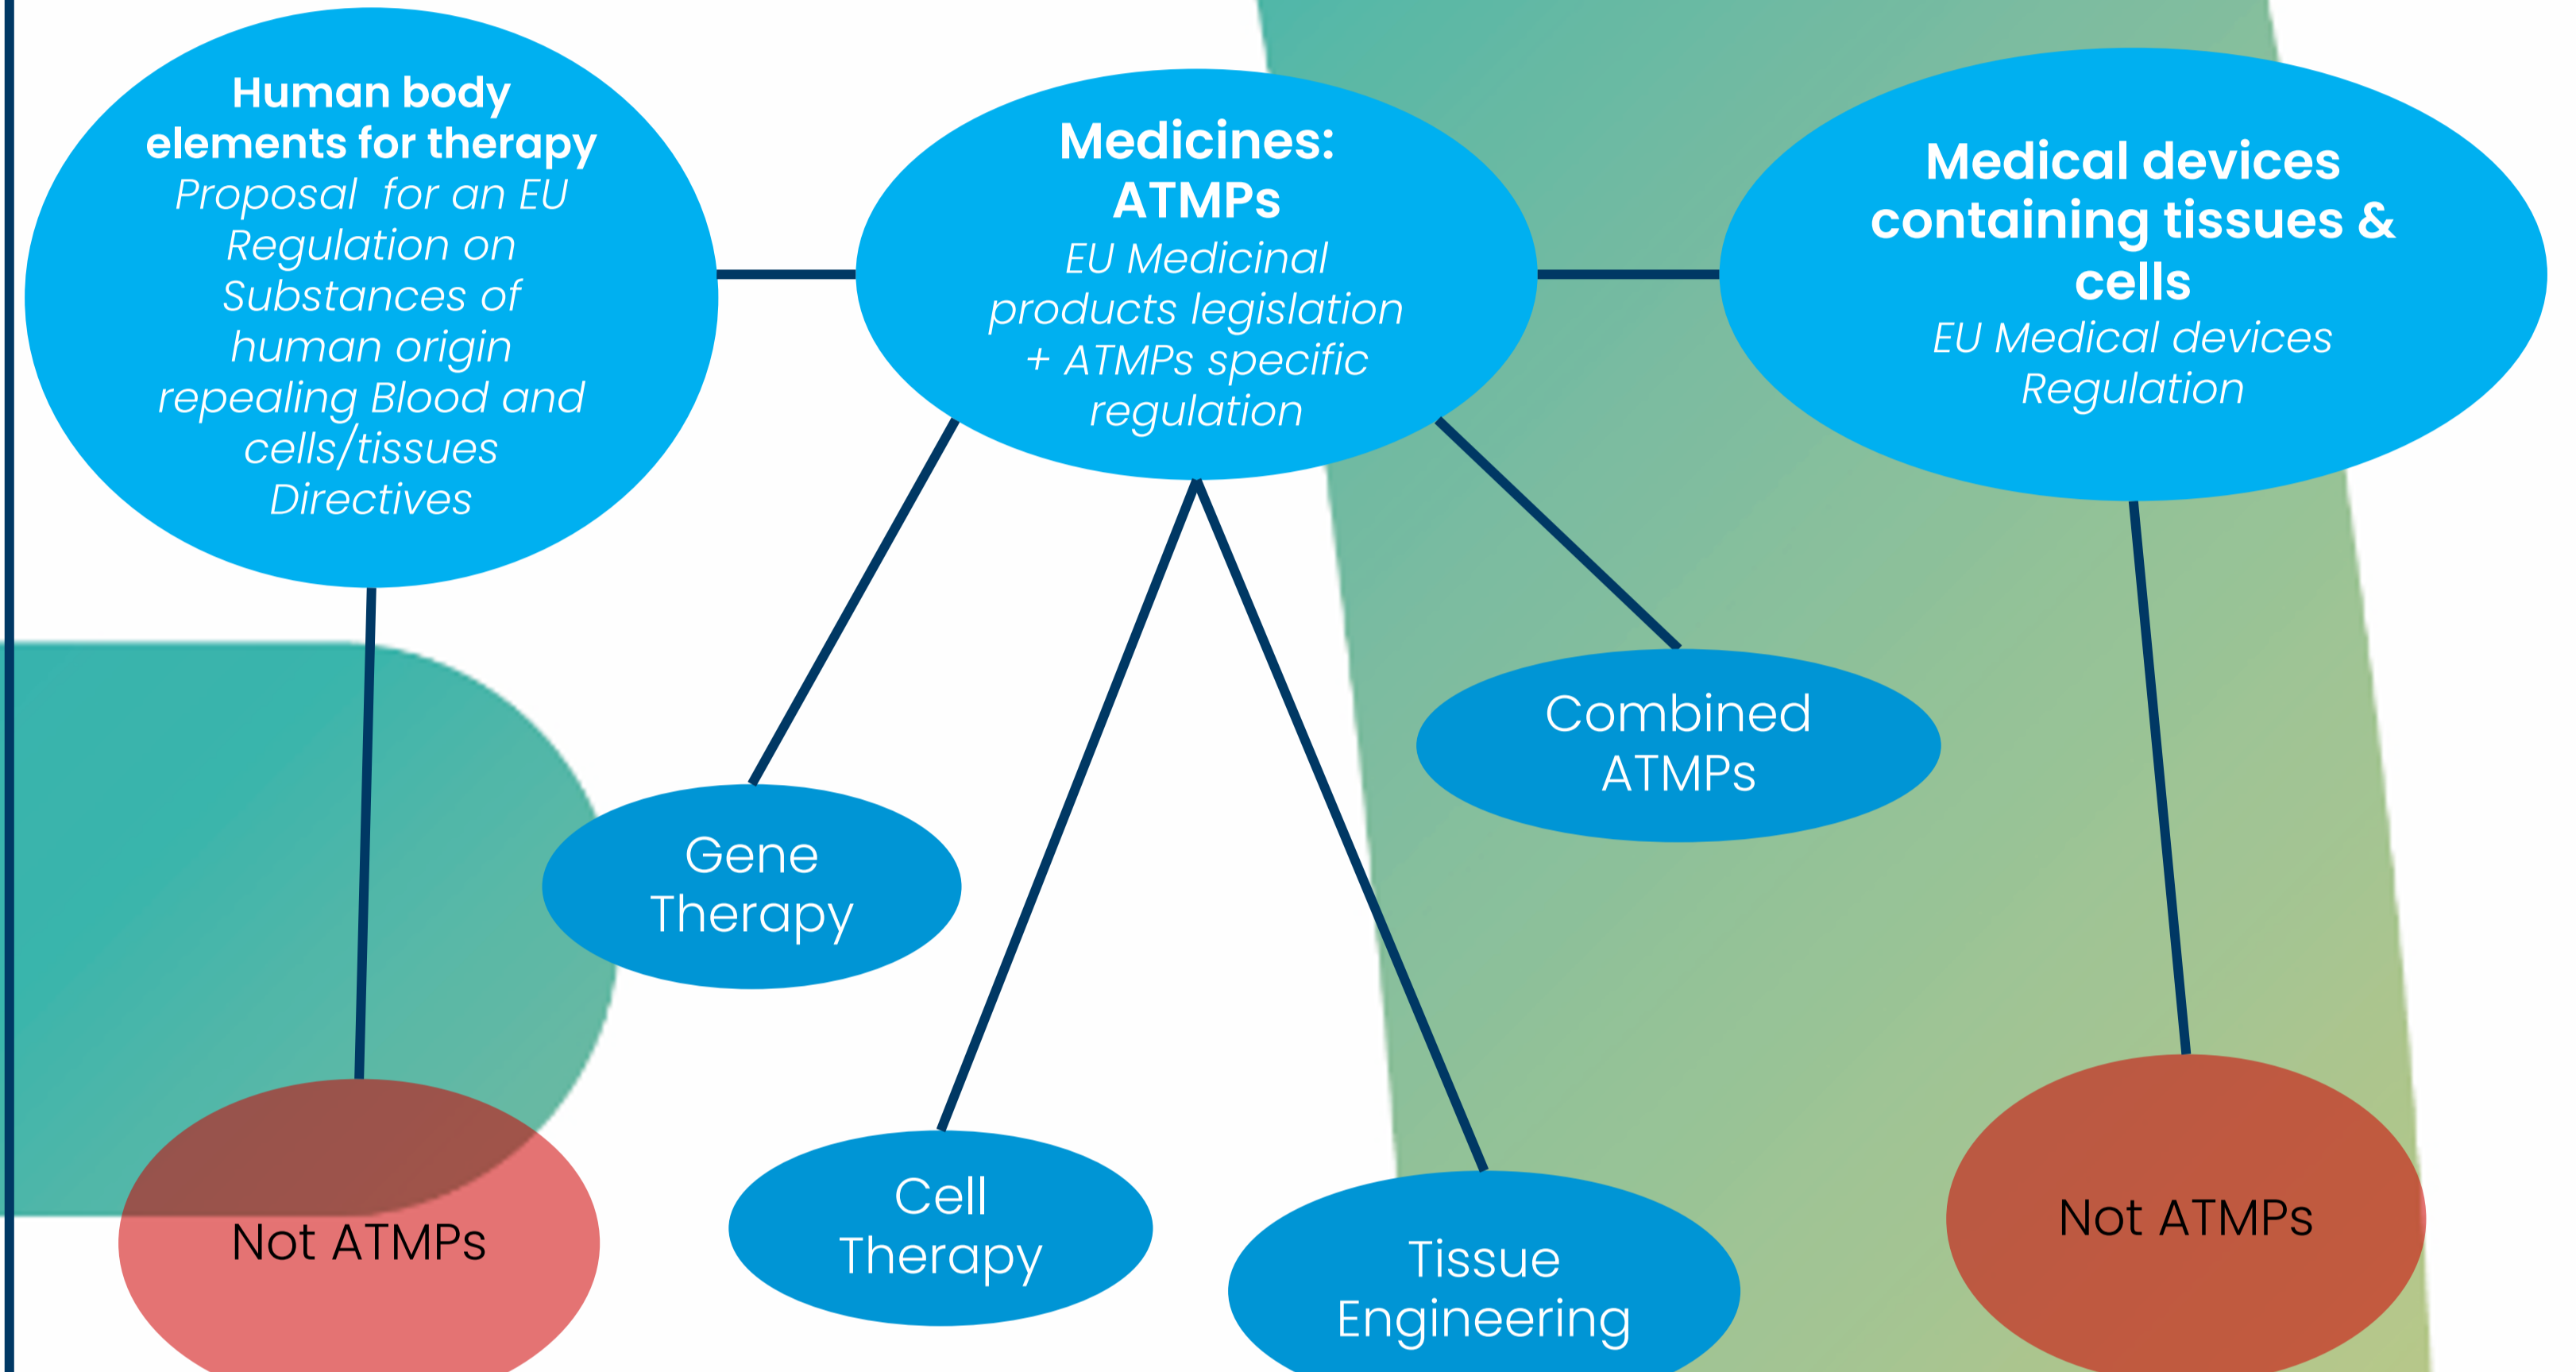 Human body
elements for therapy
Proposal for an EU
Regulation on
Substances of
human origin
repealing Blood and
cells/tissues
Directives
Medicines:
ATMPs
EU Medicinal
products legislation
+ ATMPs specific
regulation
Medical devices
containing tissues &
cells
EU Medical devices
Regulation
Combined
ATMPs
Gene
Therapy
Cell
Therapy
Tissue
Engineering
Not ATMPs
Not ATMPs